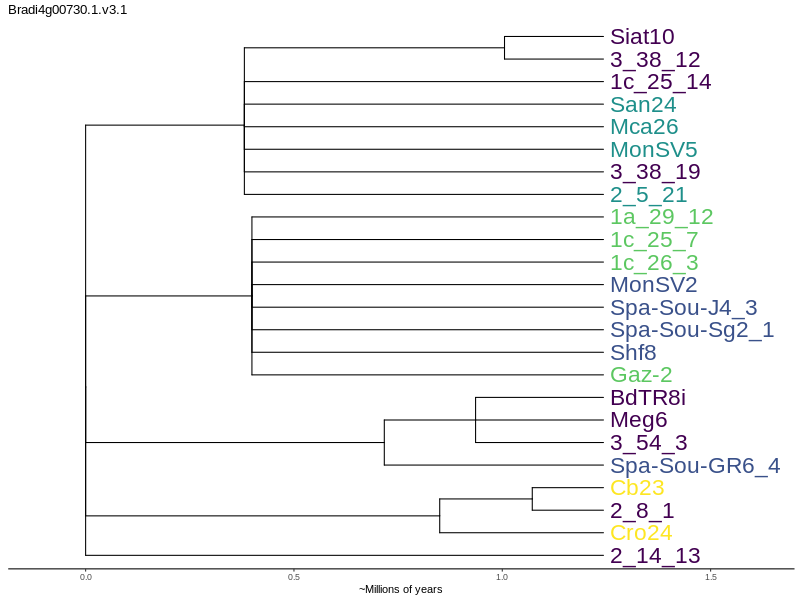 Bradi4g00730.1.v3.1
Siat10
3_38_12
1c_25_14
San24
Mca26
MonSV5
3_38_19
2_5_21
1a_29_12
1c_25_7
1c_26_3
MonSV2
Spa-Sou-J4_3
Spa-Sou-Sg2_1
Shf8
Gaz-2
BdTR8i
Meg6
3_54_3
Spa-Sou-GR6_4
Cb23
2_8_1
Cro24
2_14_13
0.0 0.5 1.0 1.5
~Millions of years